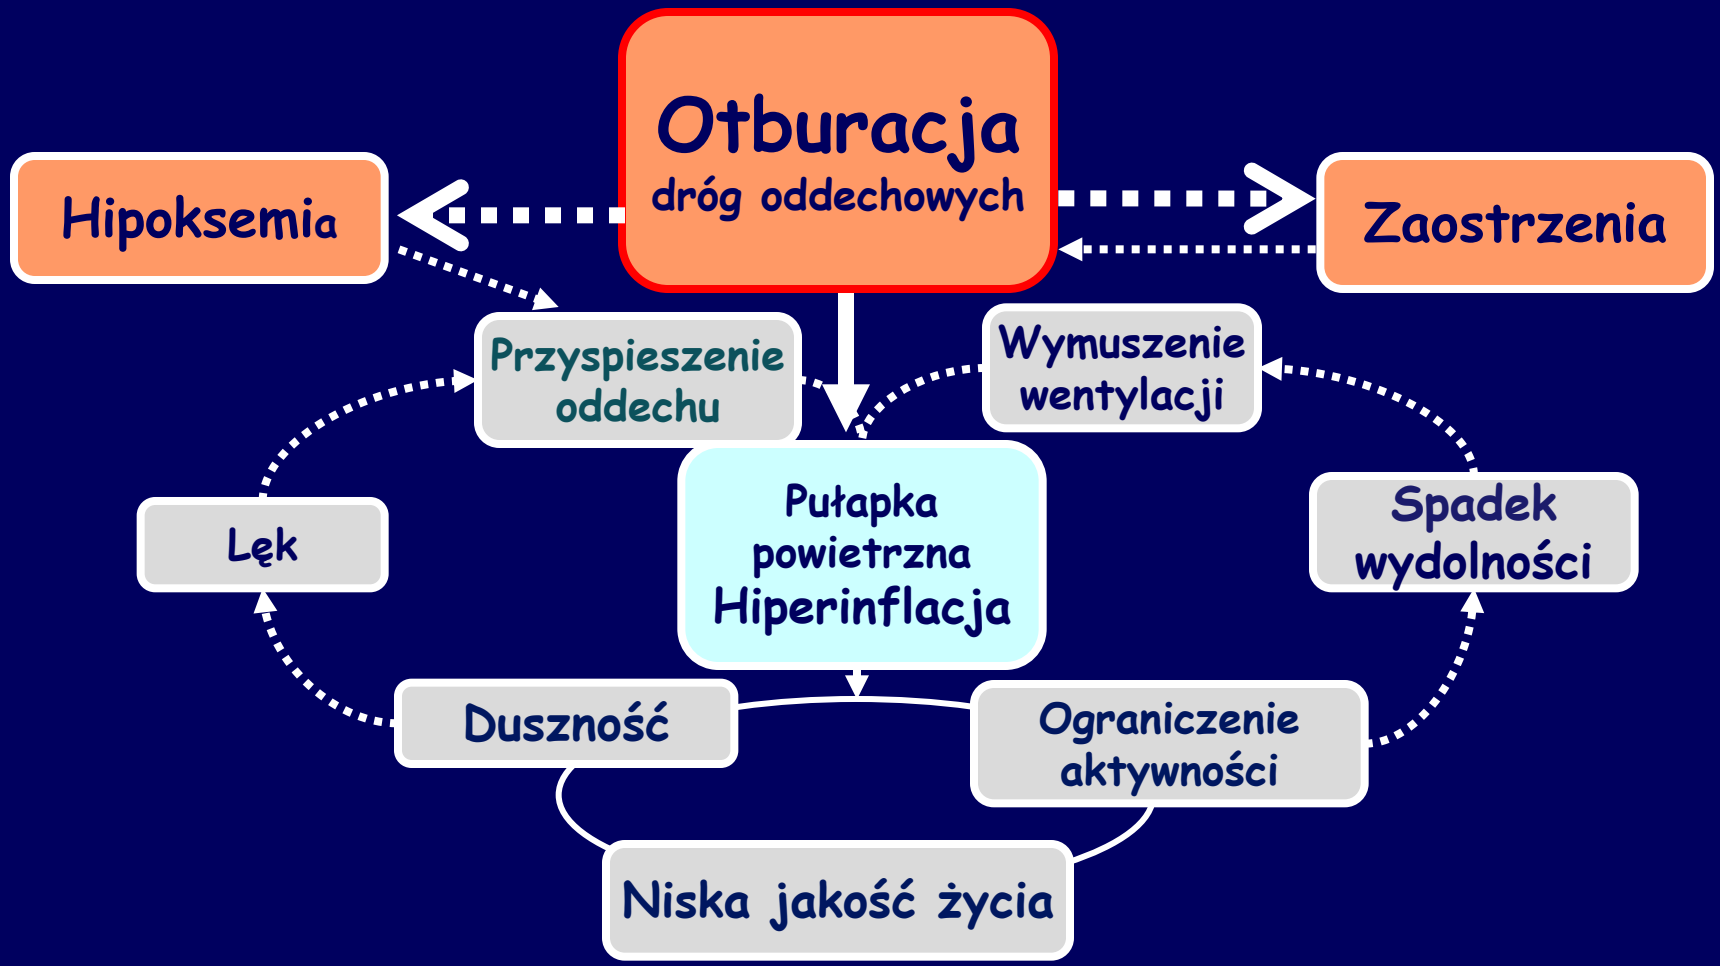 Otburacja
dróg oddechowych
Hipoksemia
Zaostrzenia
Przyspieszenie
oddechu
Wymuszenie
wentylacji
Pułapka
powietrzna
Hiperinflacja
Lęk
Spadek
wydolności
Duszność
Ograniczenie
aktywności
Niska jakość życia